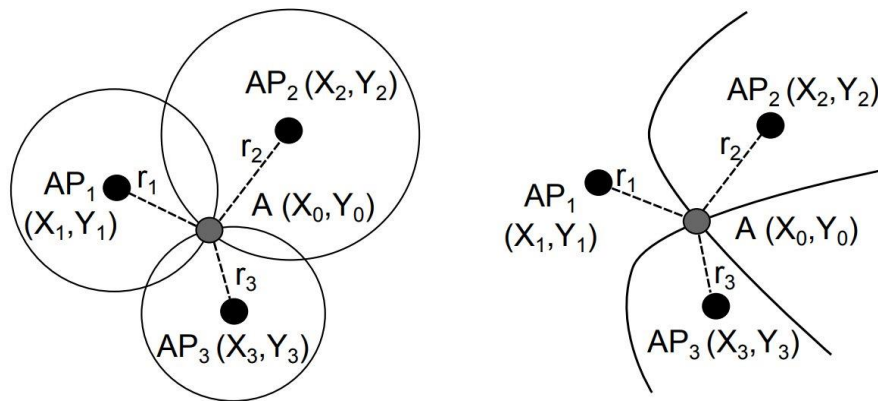 AP₂ (X₂,Y₂)
r₂
AP₁
r₁
(X₁,Y₁)
A (X₀,Y₀)
r₃
AP₃ (X₃,Y₃)
AP₂ (X₂,Y₂)
r₂
AP₁
r₁
(X₁,Y₁)
A (X₀,Y₀)
r₃
AP₃ (X₃,Y₃)